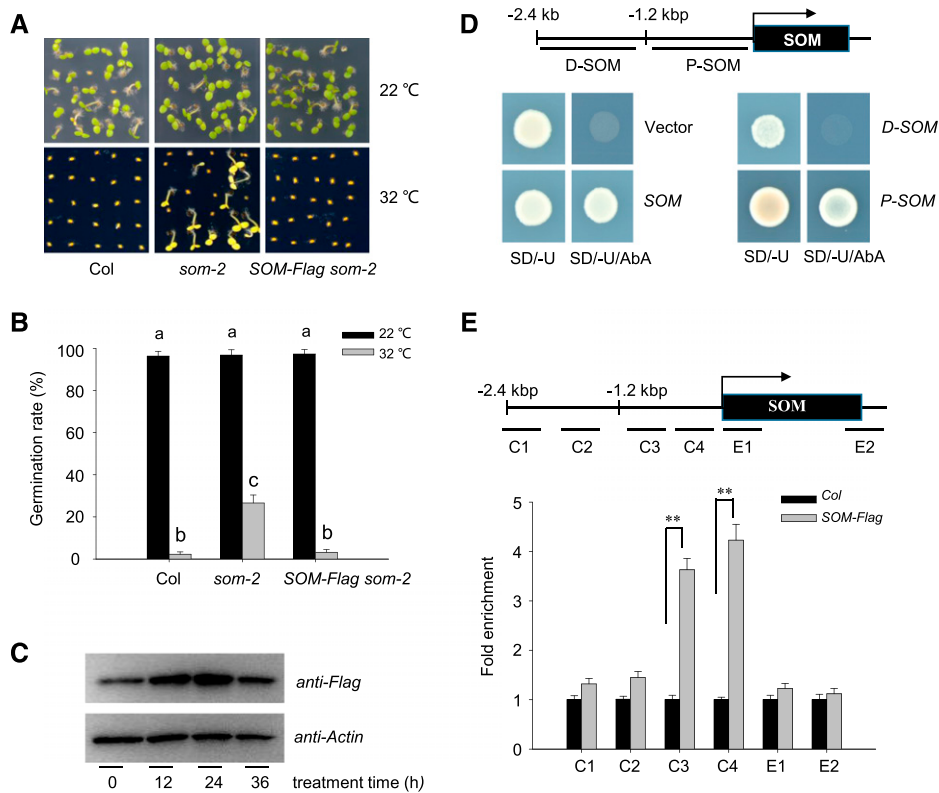 A
22 ℃
32 ℃
Col
som-2
SOM-Flag som-2
B
Germination rate (%)
100
80
60
40
20
0
a
b
a
c
a
b
22 ℃
32 ℃
Col
som-2
SOM-Flag som-2
C
anti-Flag
anti-Actin
0
12
24
36
treatment time (h)
D
-2.4 kb
-1.2 kbp
SOM
D-SOM
P-SOM
Vector
SOM
D-SOM
P-SOM
SD/-U
SD/-U/AbA
SD/-U
SD/-U/AbA
E
-2.4 kbp
-1.2 kbp
SOM
C1
C2
C3
C4
E1
E2
Fold enrichment
5
4
3
2
1
0
**
**
Col
SOM-Flag
C1
C2
C3
C4
E1
E2